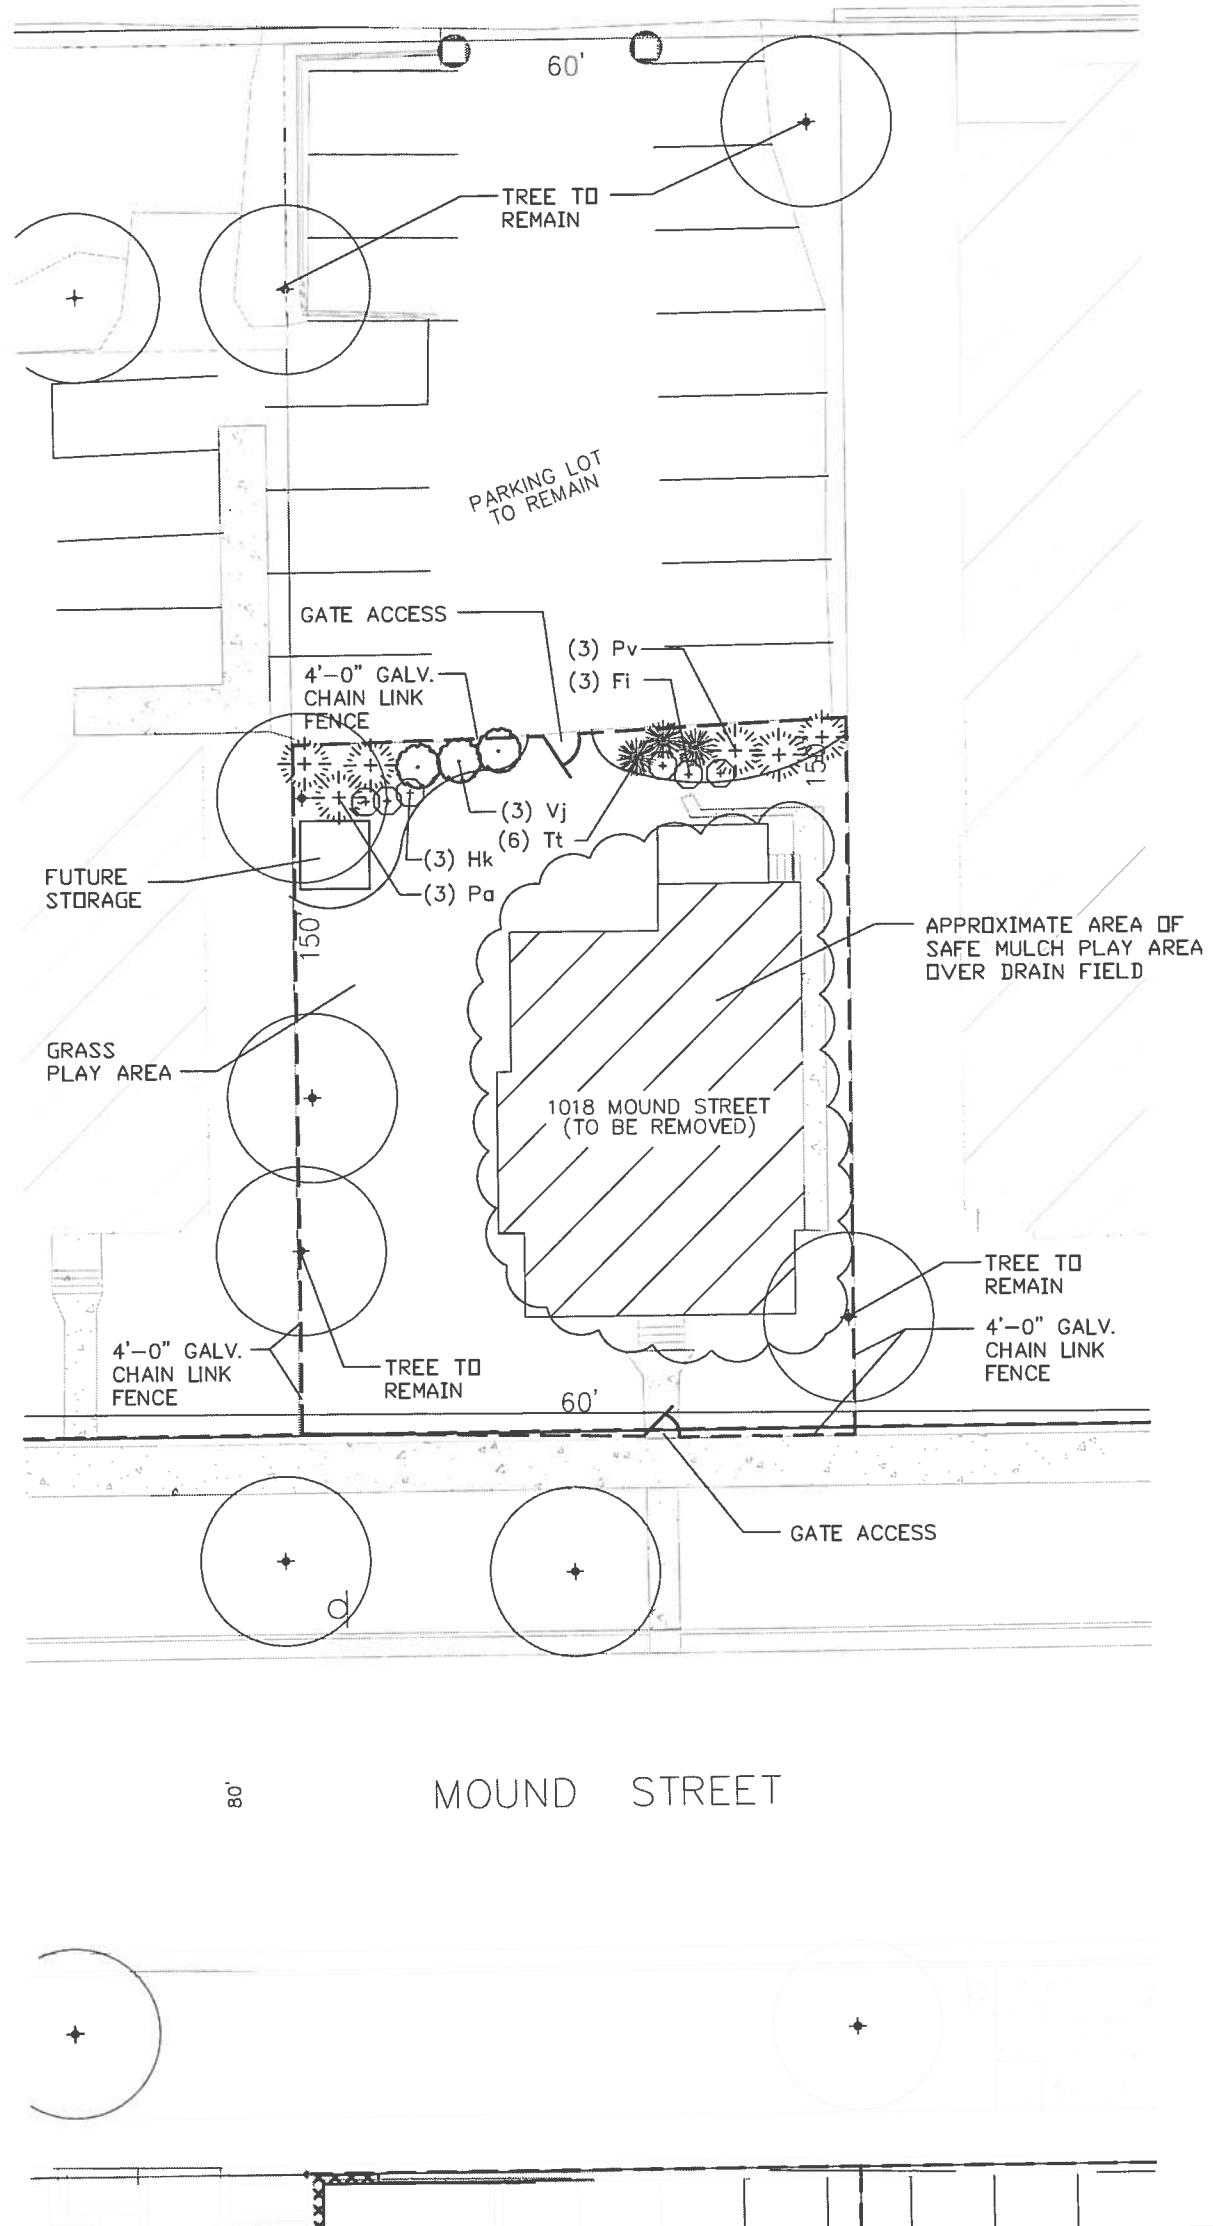 60'
TREE TO
REMAIN
PARKING LOT
TO REMAIN
GATE ACCESS
(3) Pv
4'-0" GALV.
CHAIN LINK
FENCE
(3) Fi
150'
(3) Vj
(6) Tt
(3) Hk
(3) Pa
FUTURE
STORAGE
150'
APPROXIMATE AREA OF
SAFE MULCH PLAY AREA
OVER DRAIN FIELD
GRASS
PLAY AREA
1018 MOUND STREET
(TO BE REMOVED)
TREE TO
REMAIN
4'-0" GALV.
CHAIN LINK
FENCE
4'-0" GALV.
CHAIN LINK
FENCE
TREE TO
REMAIN
60'
GATE ACCESS
MOUND STREET
80'